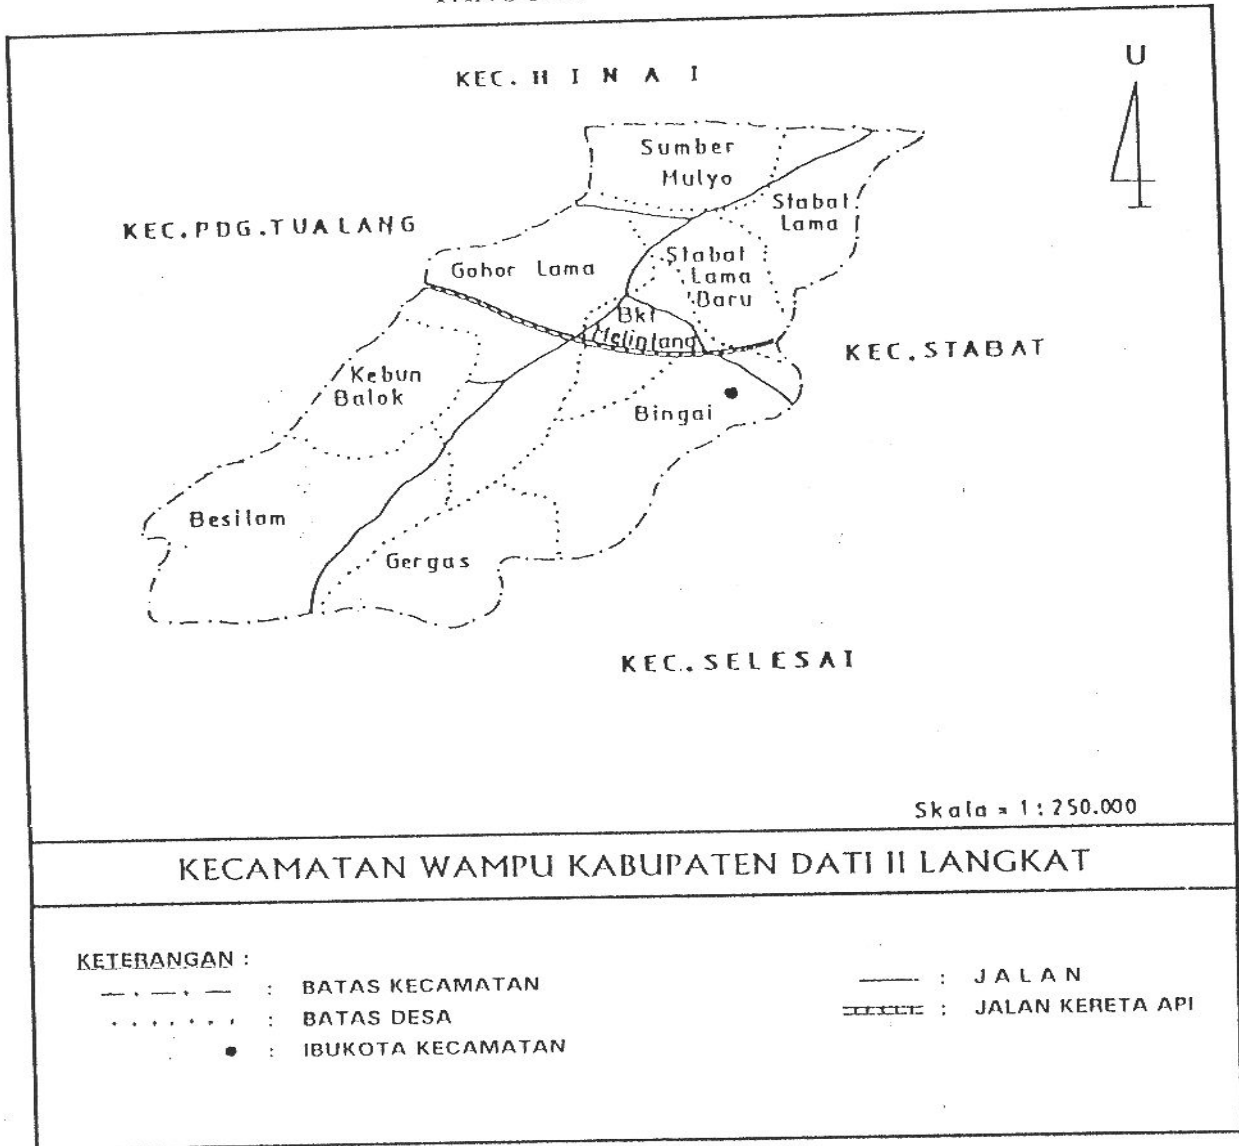 KEC. H I N A I
U
Sumber
Mulyo
Stabat
Lama
KEC.PDG.TUALANG
Gohor Lama
Stabat
Lama
Baru
Bkt
Melintang
KEC.STABAT
Kebun
Balok
Bingai
Besilam
Gergas
KEC.SELESAI
Skala = 1:250.000
KECAMATAN WAMPU KABUPATEN DATI II LANGKAT
KETERANGAN :
: BATAS KECAMATAN
: BATAS DESA
: IBUKOTA KECAMATAN
: J A L A N
: JALAN KERETA API